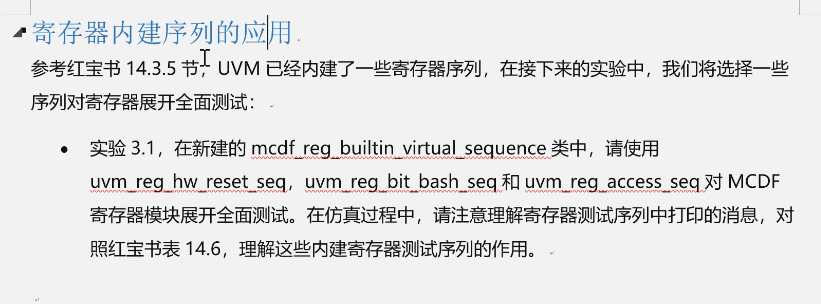 寄存器内建序列的应用
参考红宝书 14.3.5 节，UVM 已经内建了一些寄存器序列，在接下来的实验中，我们将选择一些
序列对寄存器展开全面测试：
• 实验 3.1，在新建的 mcdf_reg_builtin_virtual_sequence 类中，请使用
uvm_reg_hw_reset_seq，uvm_reg_bit_bash_seq 和 uvm_reg_access_seq 对 MCDF
寄存器模块展开全面测试。在仿真过程中，请注意理解寄存器测试序列中打印的消息，对
照红宝书表 14.6，理解这些内建寄存器测试序列的作用。